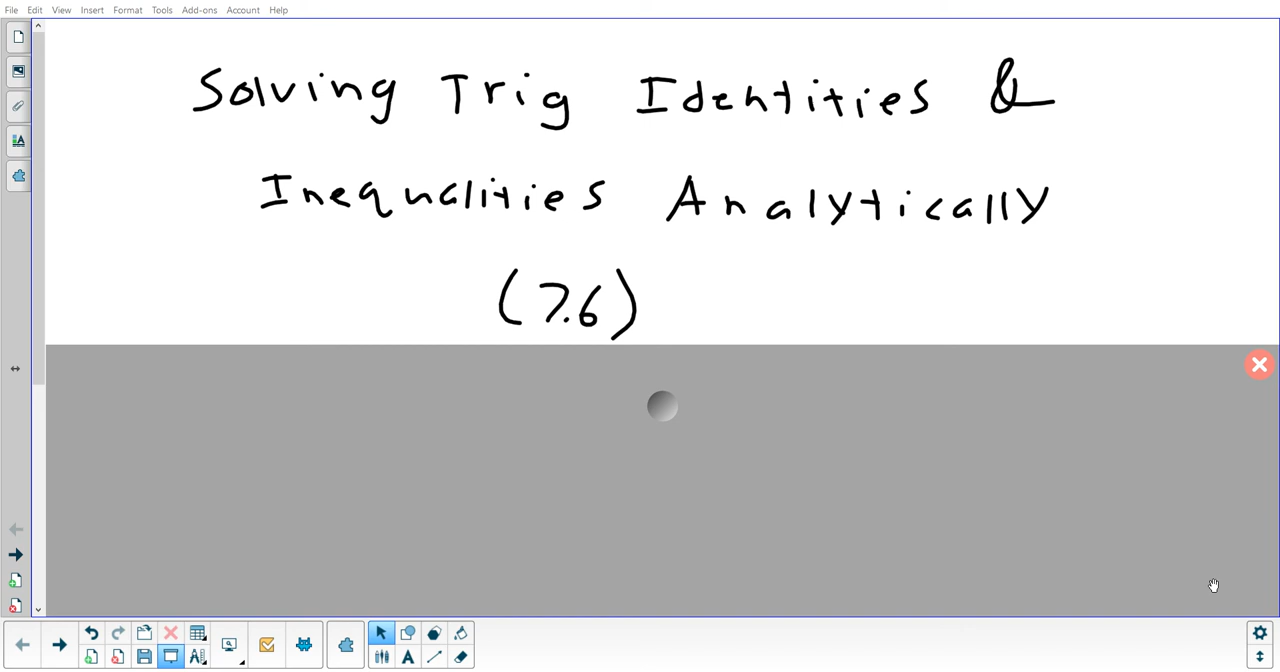 File Edit View Insert Format Tools Add-ons Account Help
Solving Trig Identities &
Inequalities Analytically
(7.6)